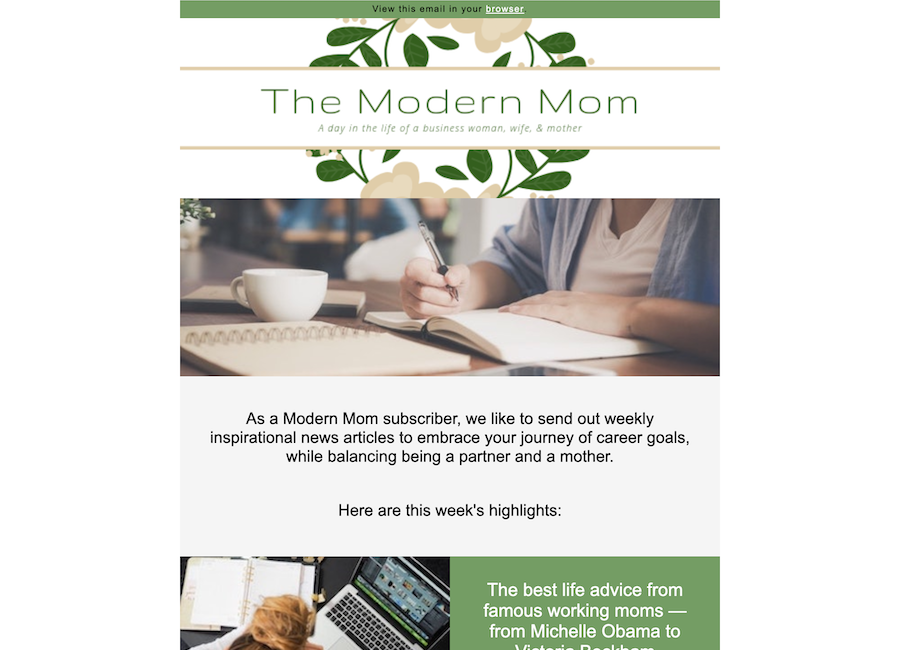 View this email in your browser.
The Modern Mom
A day in the life of a business woman, wife, & mother
As a Modern Mom subscriber, we like to send out weekly
inspirational news articles to embrace your journey of career goals,
while balancing being a partner and a mother.
Here are this week's highlights:
The best life advice from
famous working moms —
from Michelle Obama to
Victoria Beckham